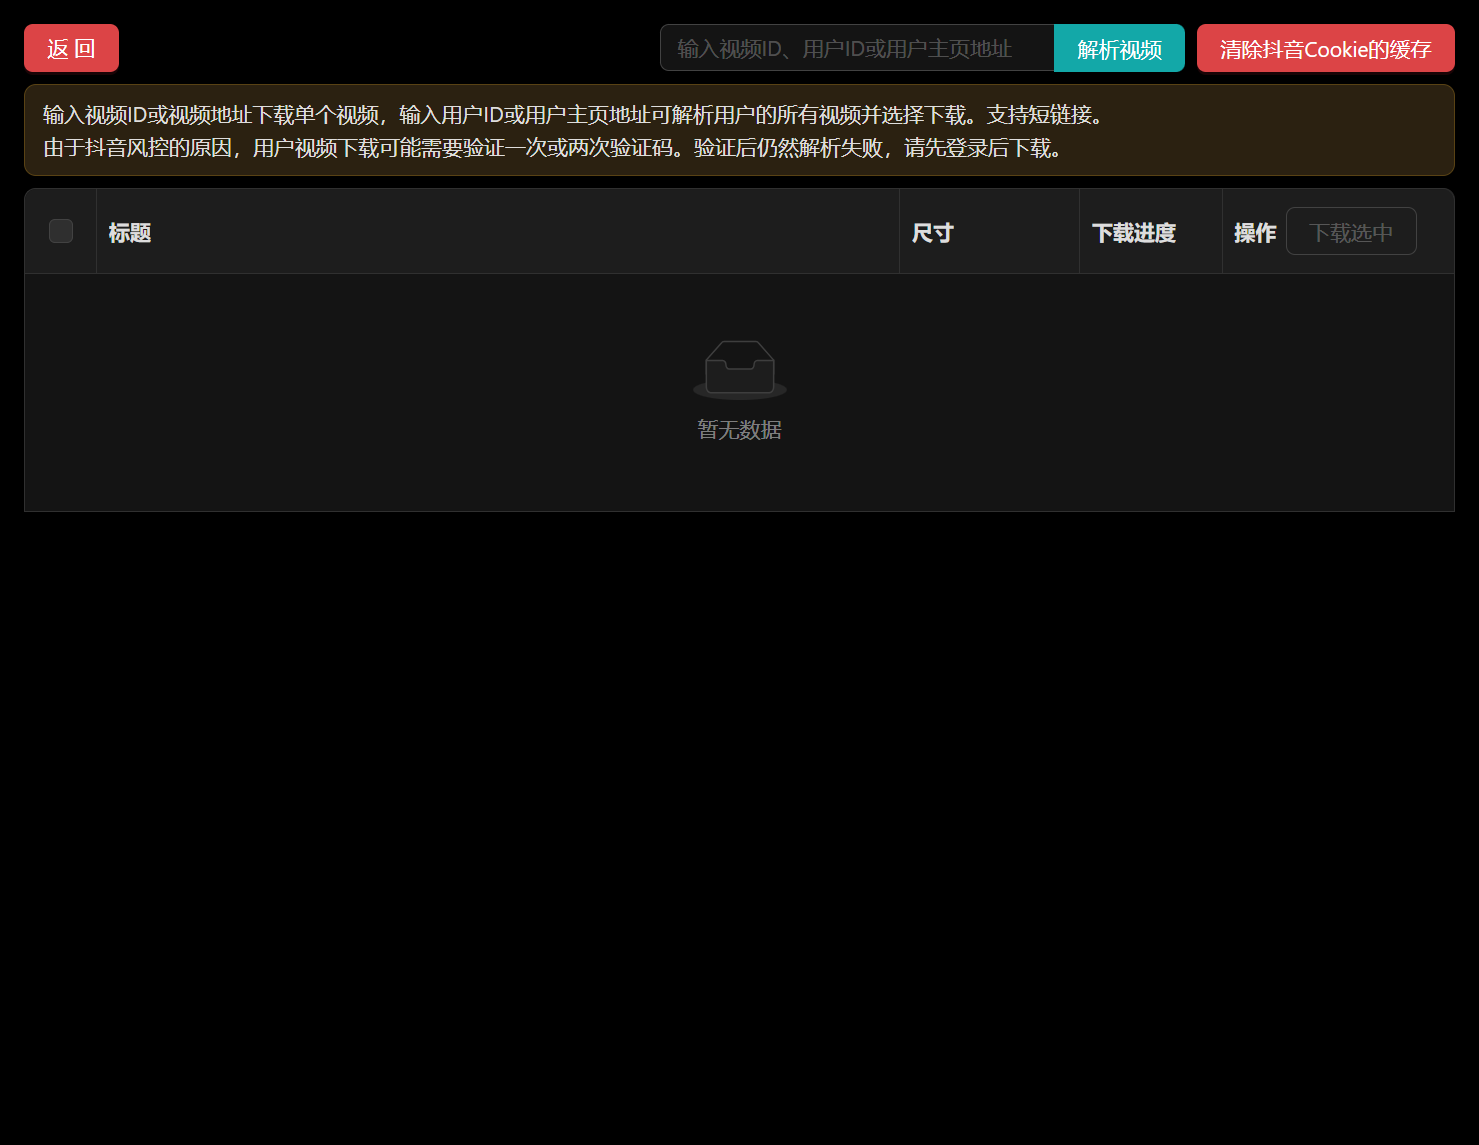 返 回
输入视频ID、用户ID或用户主页地址
解析视频
清除抖音Cookie的缓存
输入视频ID或视频地址下载单个视频，输入用户ID或用户主页地址可解析用户的所有视频并选择下载。支持短链接。
由于抖音风控的原因，用户视频下载可能需要验证一次或两次验证码。验证后仍然解析失败，请先登录后下载。
标题
尺寸
下载进度
操作
下载选中
暂无数据